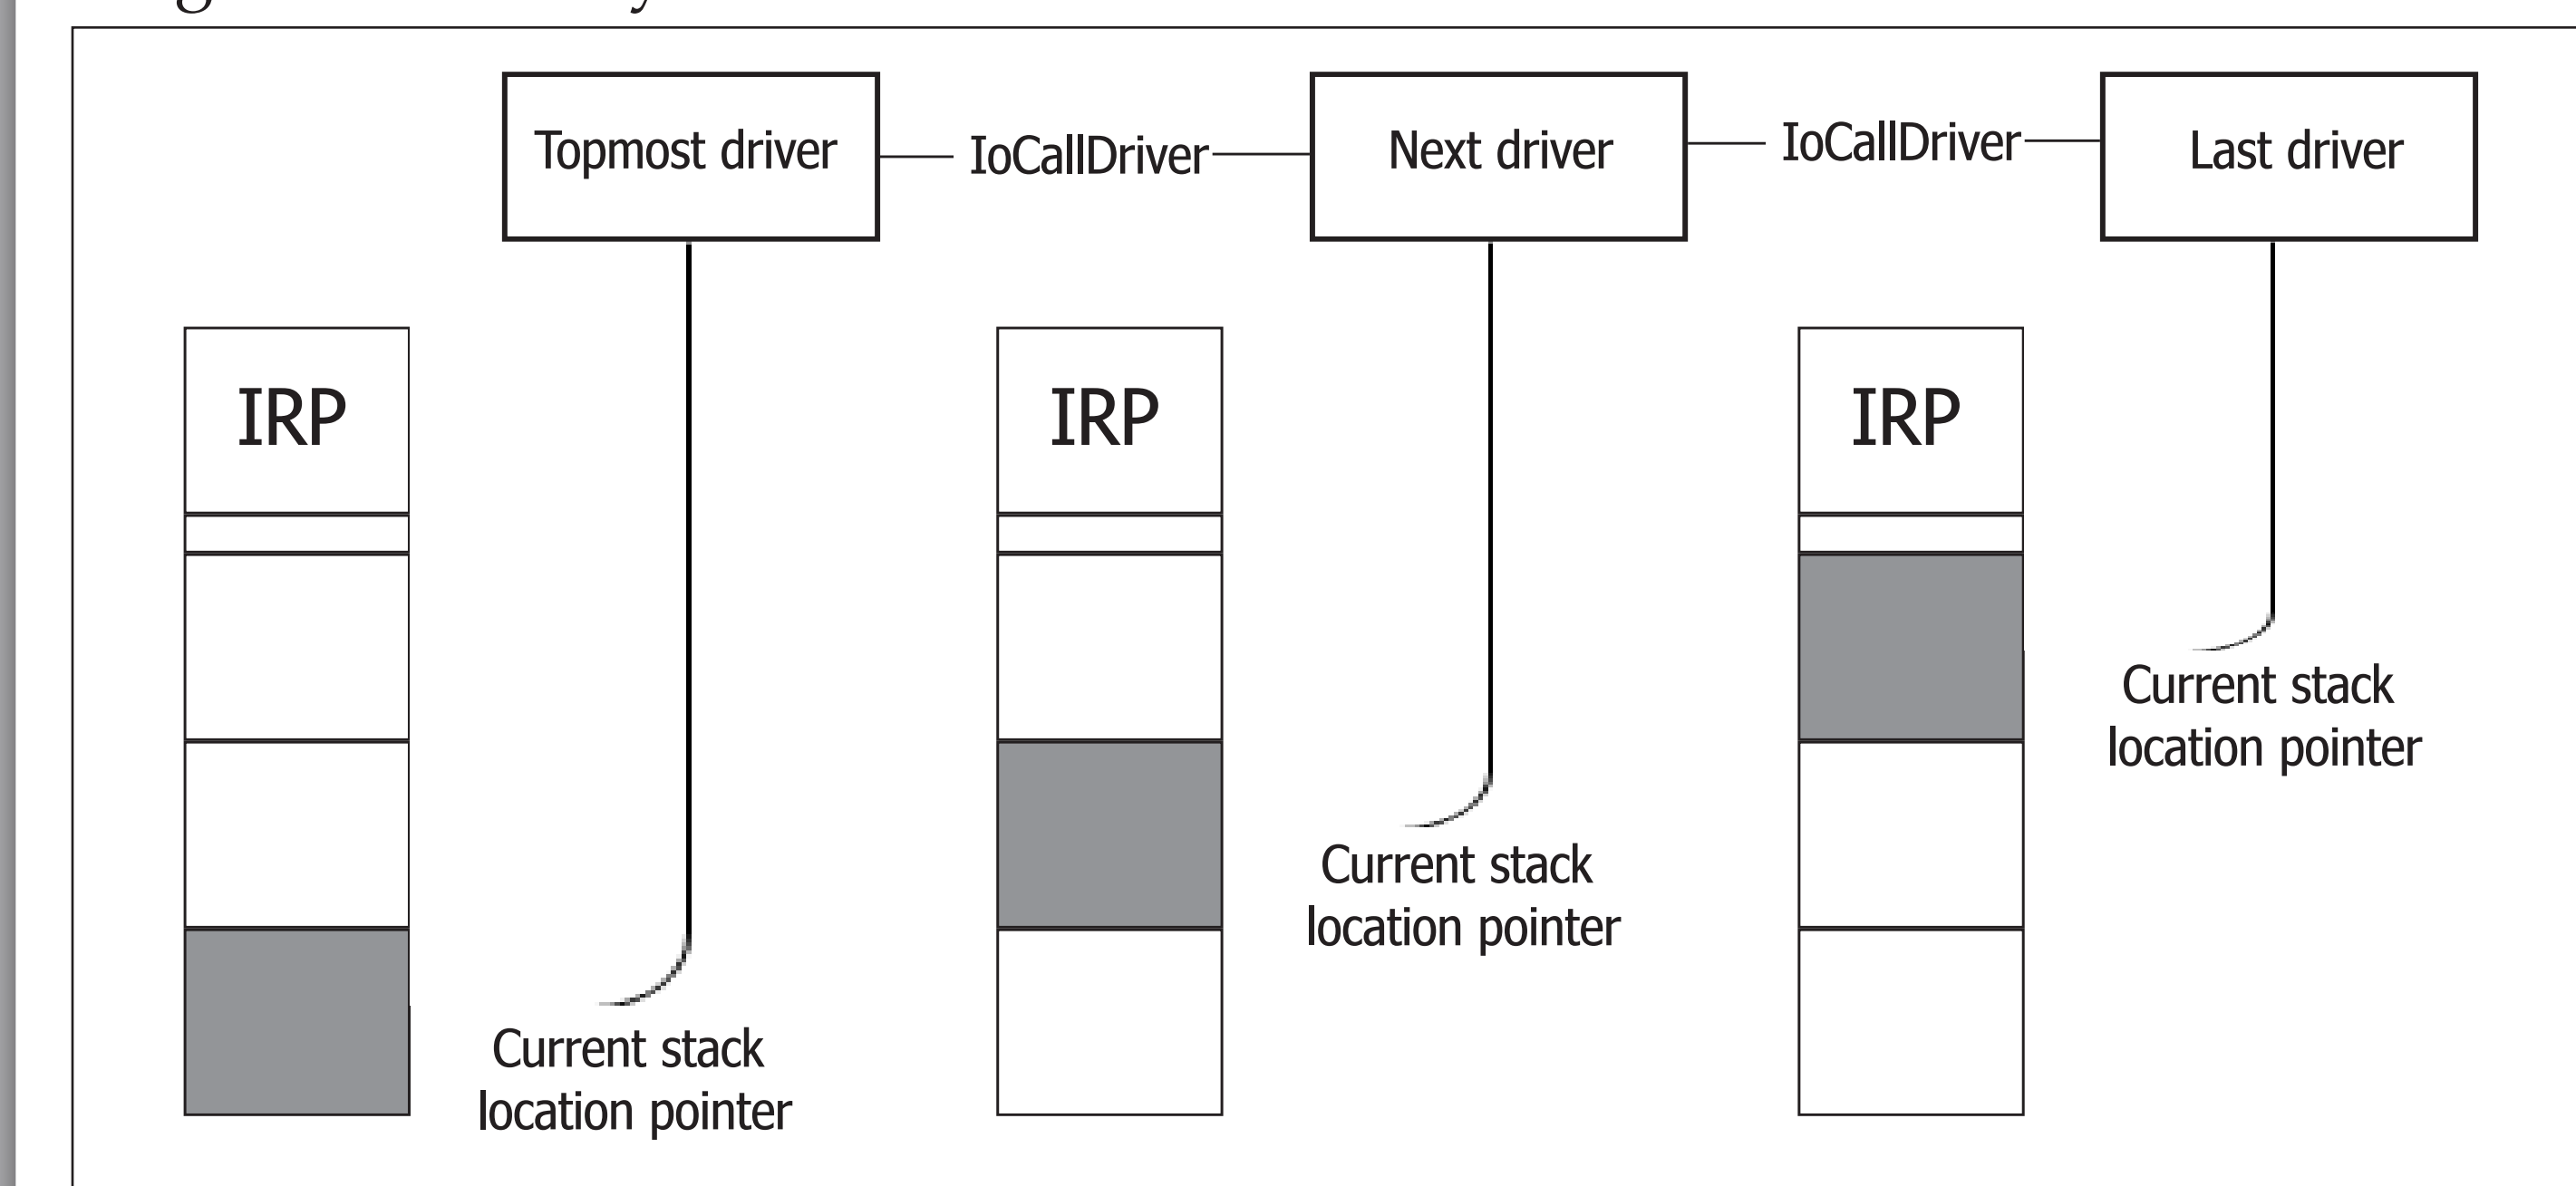 Topmost driver
IoCallDriver
Next driver
IoCallDriver
Last driver
IRP
IRP
IRP
Current stack
location pointer
Current stack
location pointer
Current stack
location pointer